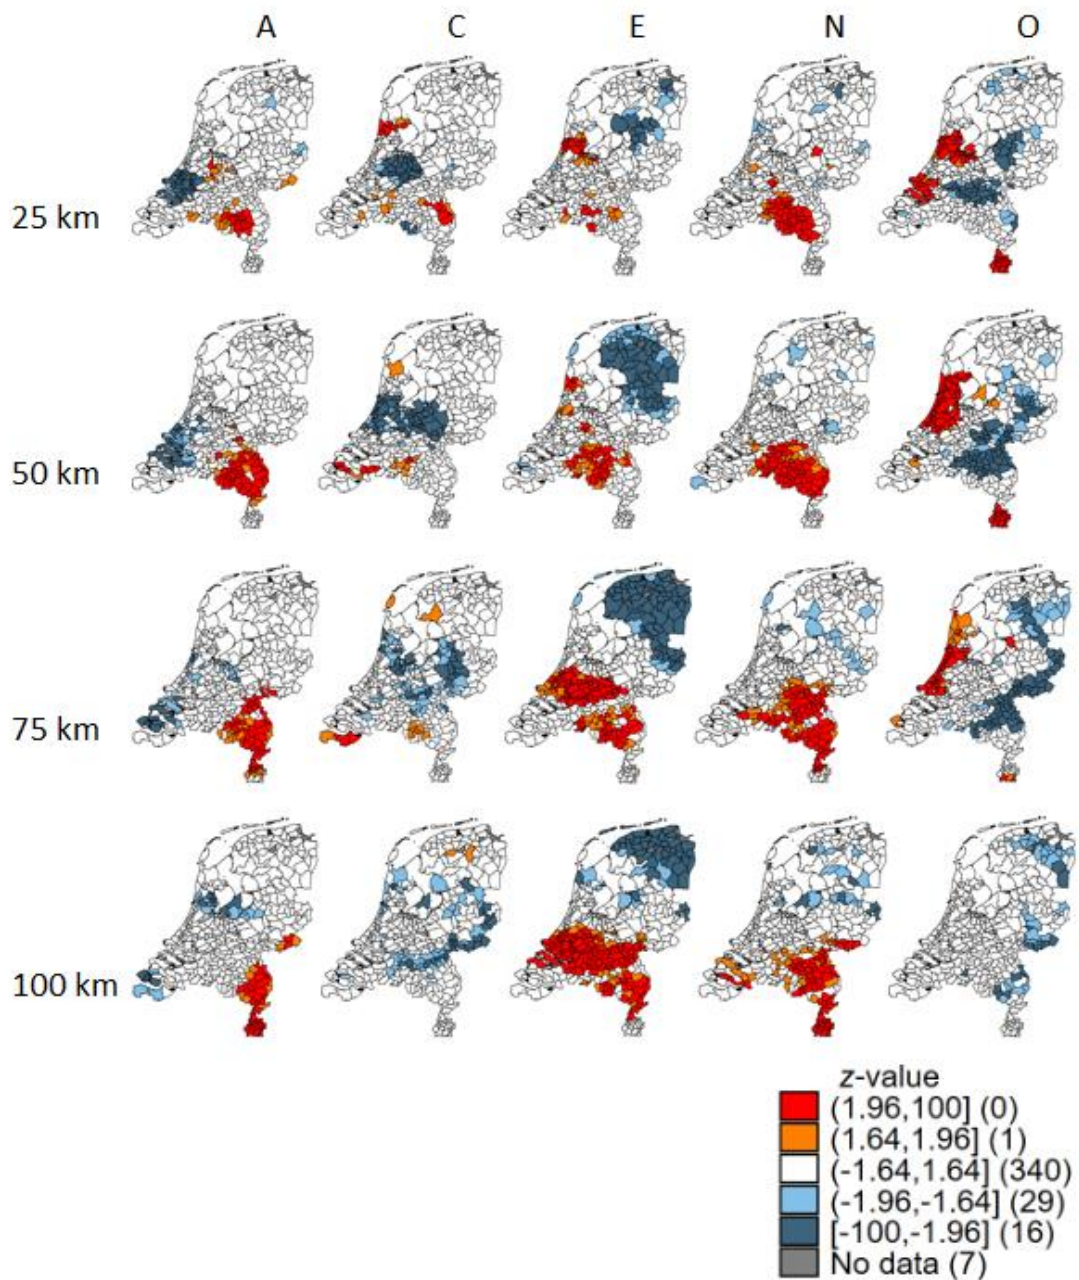 A C E N O
25 km
50 km
75 km
100 km
z-value
(1.96,100] (0)
(1.64,1.96] (1)
(-1.64,1.64] (340)
(-1.96,-1.64] (29)
[-100,-1.96] (16)
No data (7)